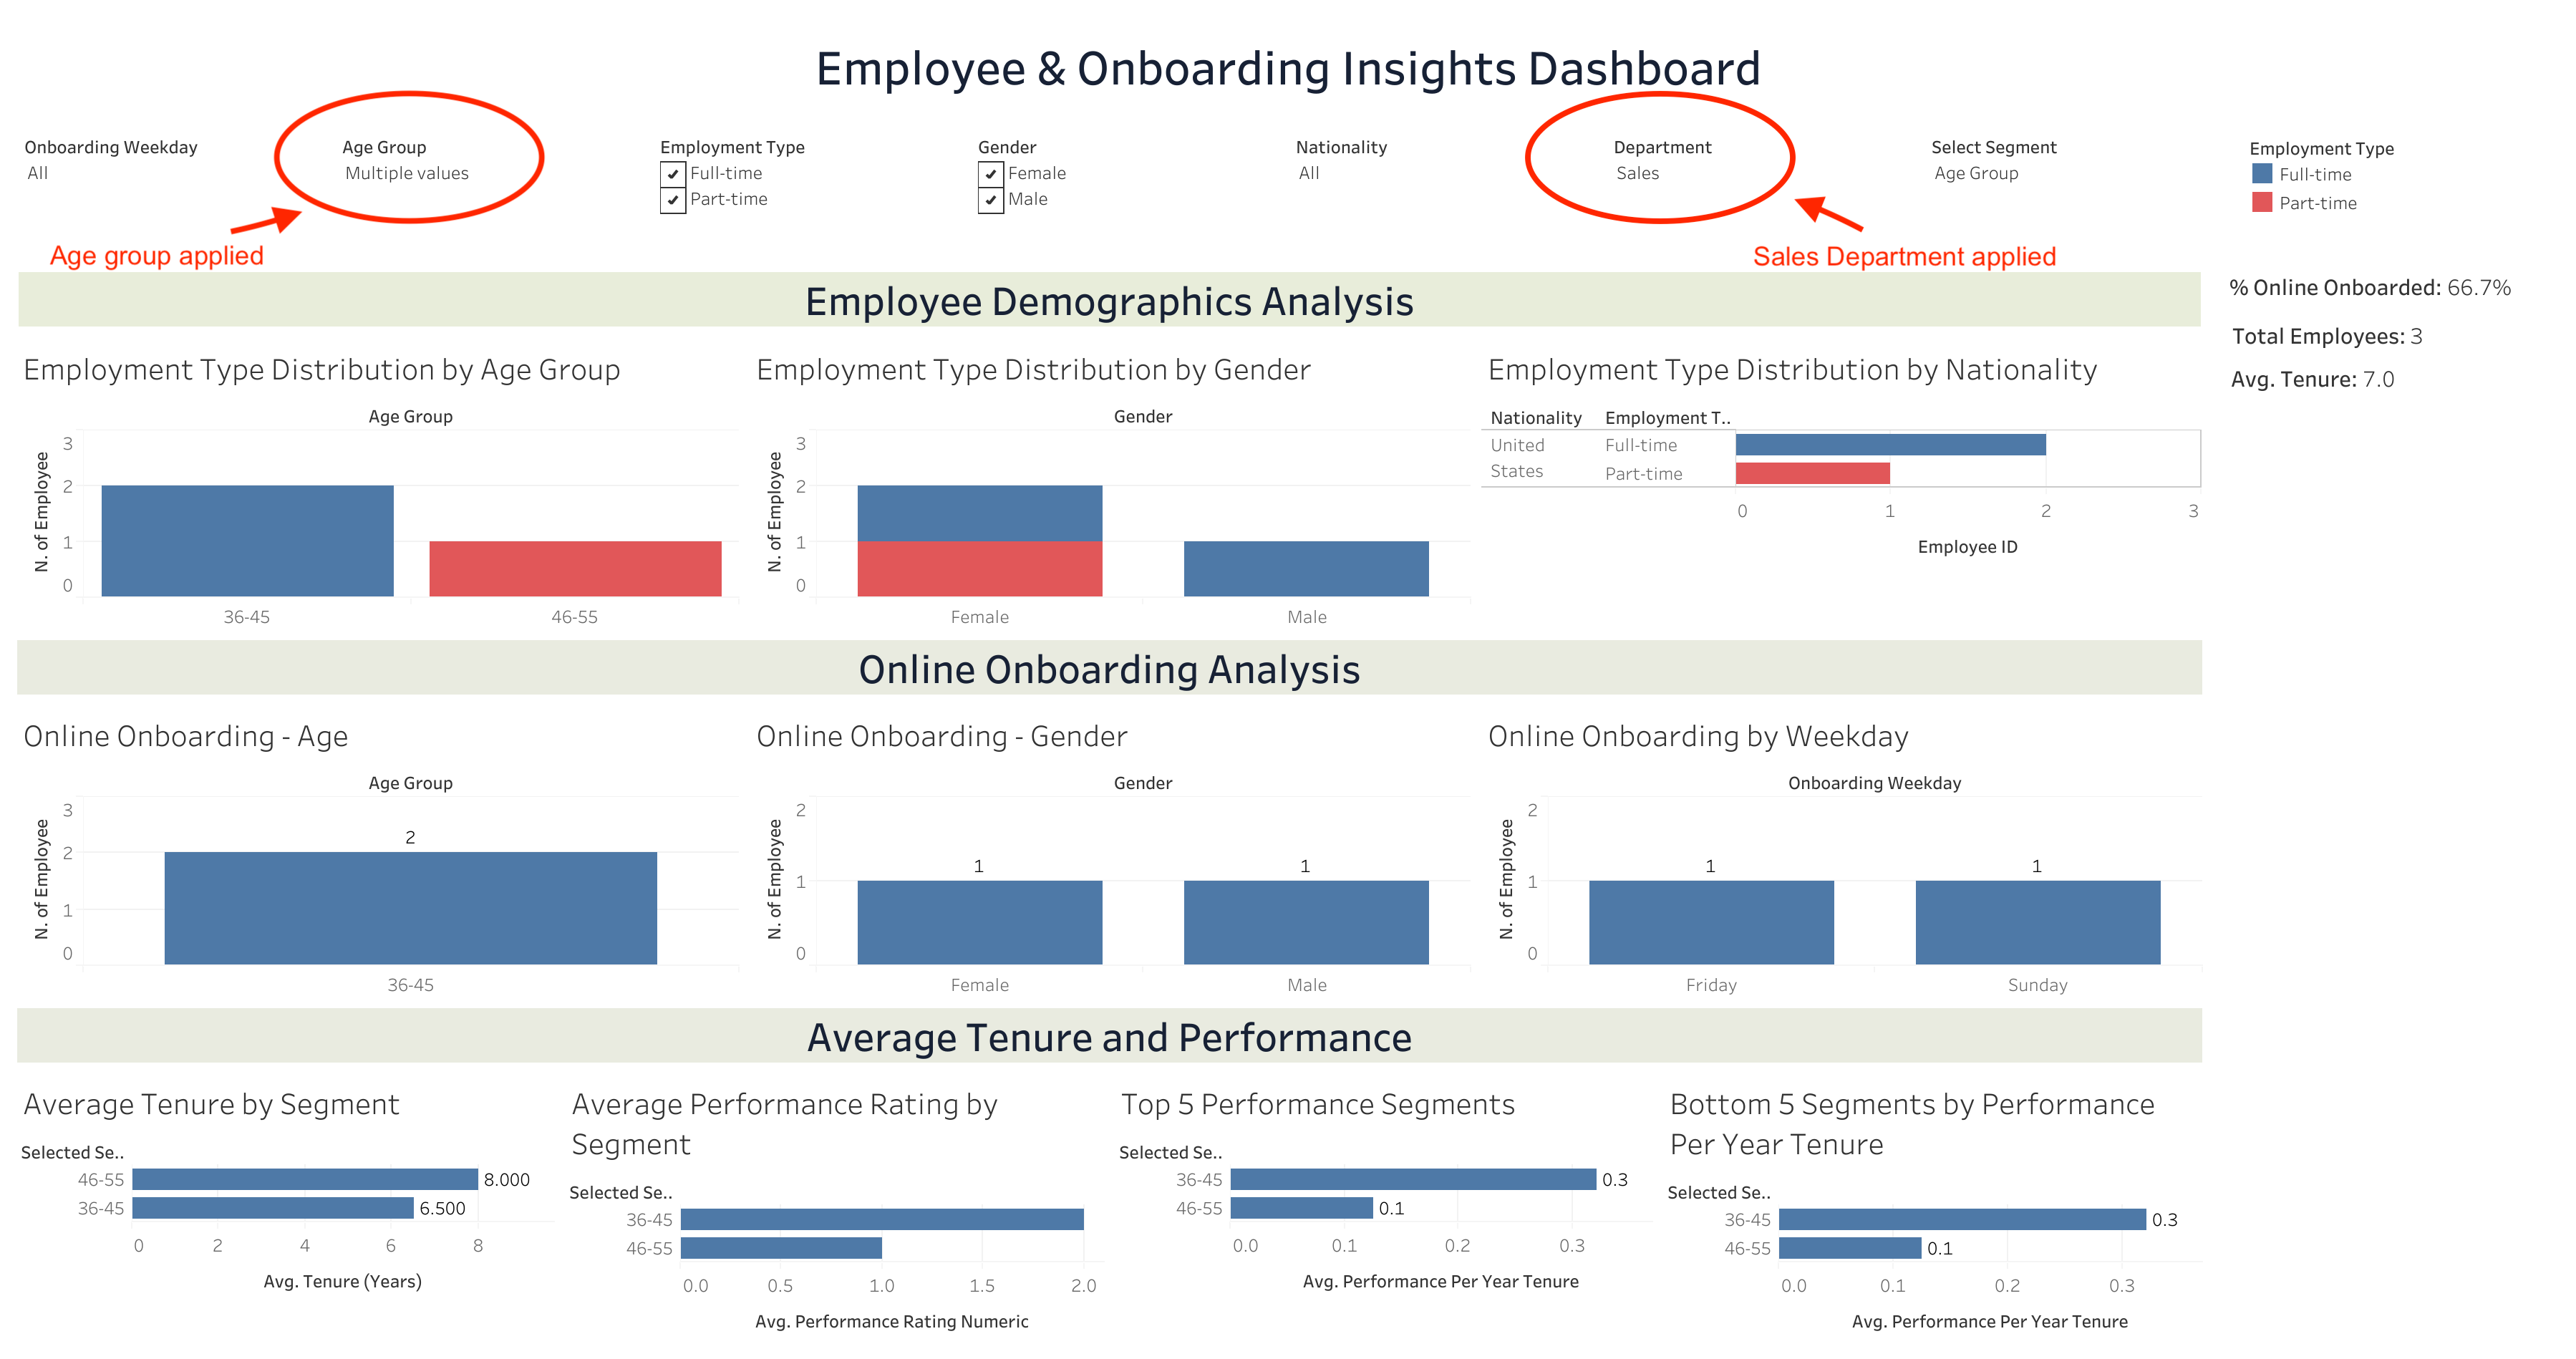 Employee & Onboarding Insights Dashboard
Onboarding Weekday
All
Age Group
Multiple values
Employment Type
Full-time
Part-time
Gender
Female
Male
Nationality
All
Department
Sales
Select Segment
Age Group
Employment Type
Full-time
Part-time
Age group applied
Sales Department applied
Employee Demographics Analysis
% Online Onboarded: 66.7%
Total Employees: 3
Avg. Tenure: 7.0
Employment Type Distribution by Age Group
Age Group
N. of Employee
3
2
1
0
36-45
46-55
Employment Type Distribution by Gender
Gender
N. of Employee
3
2
1
0
Female
Male
Employment Type Distribution by Nationality
Nationality
Employment T..
United
States
Full-time
Part-time
0
1
2
3
Employee ID
Online Onboarding Analysis
Online Onboarding - Age
Age Group
N. of Employee
3
2
1
0
2
36-45
Online Onboarding - Gender
Gender
N. of Employee
2
1
0
1
1
Female
Male
Online Onboarding by Weekday
Onboarding Weekday
N. of Employee
2
1
0
1
1
Friday
Sunday
Average Tenure and Performance
Average Tenure by Segment
Selected Se..
46-55
8.000
36-45
6.500
0
2
4
6
8
Avg. Tenure (Years)
Average Performance Rating by
Segment
Selected Se..
36-45
46-55
0.0
0.5
1.0
1.5
2.0
Avg. Performance Rating Numeric
Top 5 Performance Segments
Selected Se..
36-45
0.3
46-55
0.1
0.0
0.1
0.2
0.3
Avg. Performance Per Year Tenure
Bottom 5 Segments by Performance
Per Year Tenure
Selected Se..
36-45
0.3
46-55
0.1
0.0
0.1
0.2
0.3
Avg. Performance Per Year Tenure